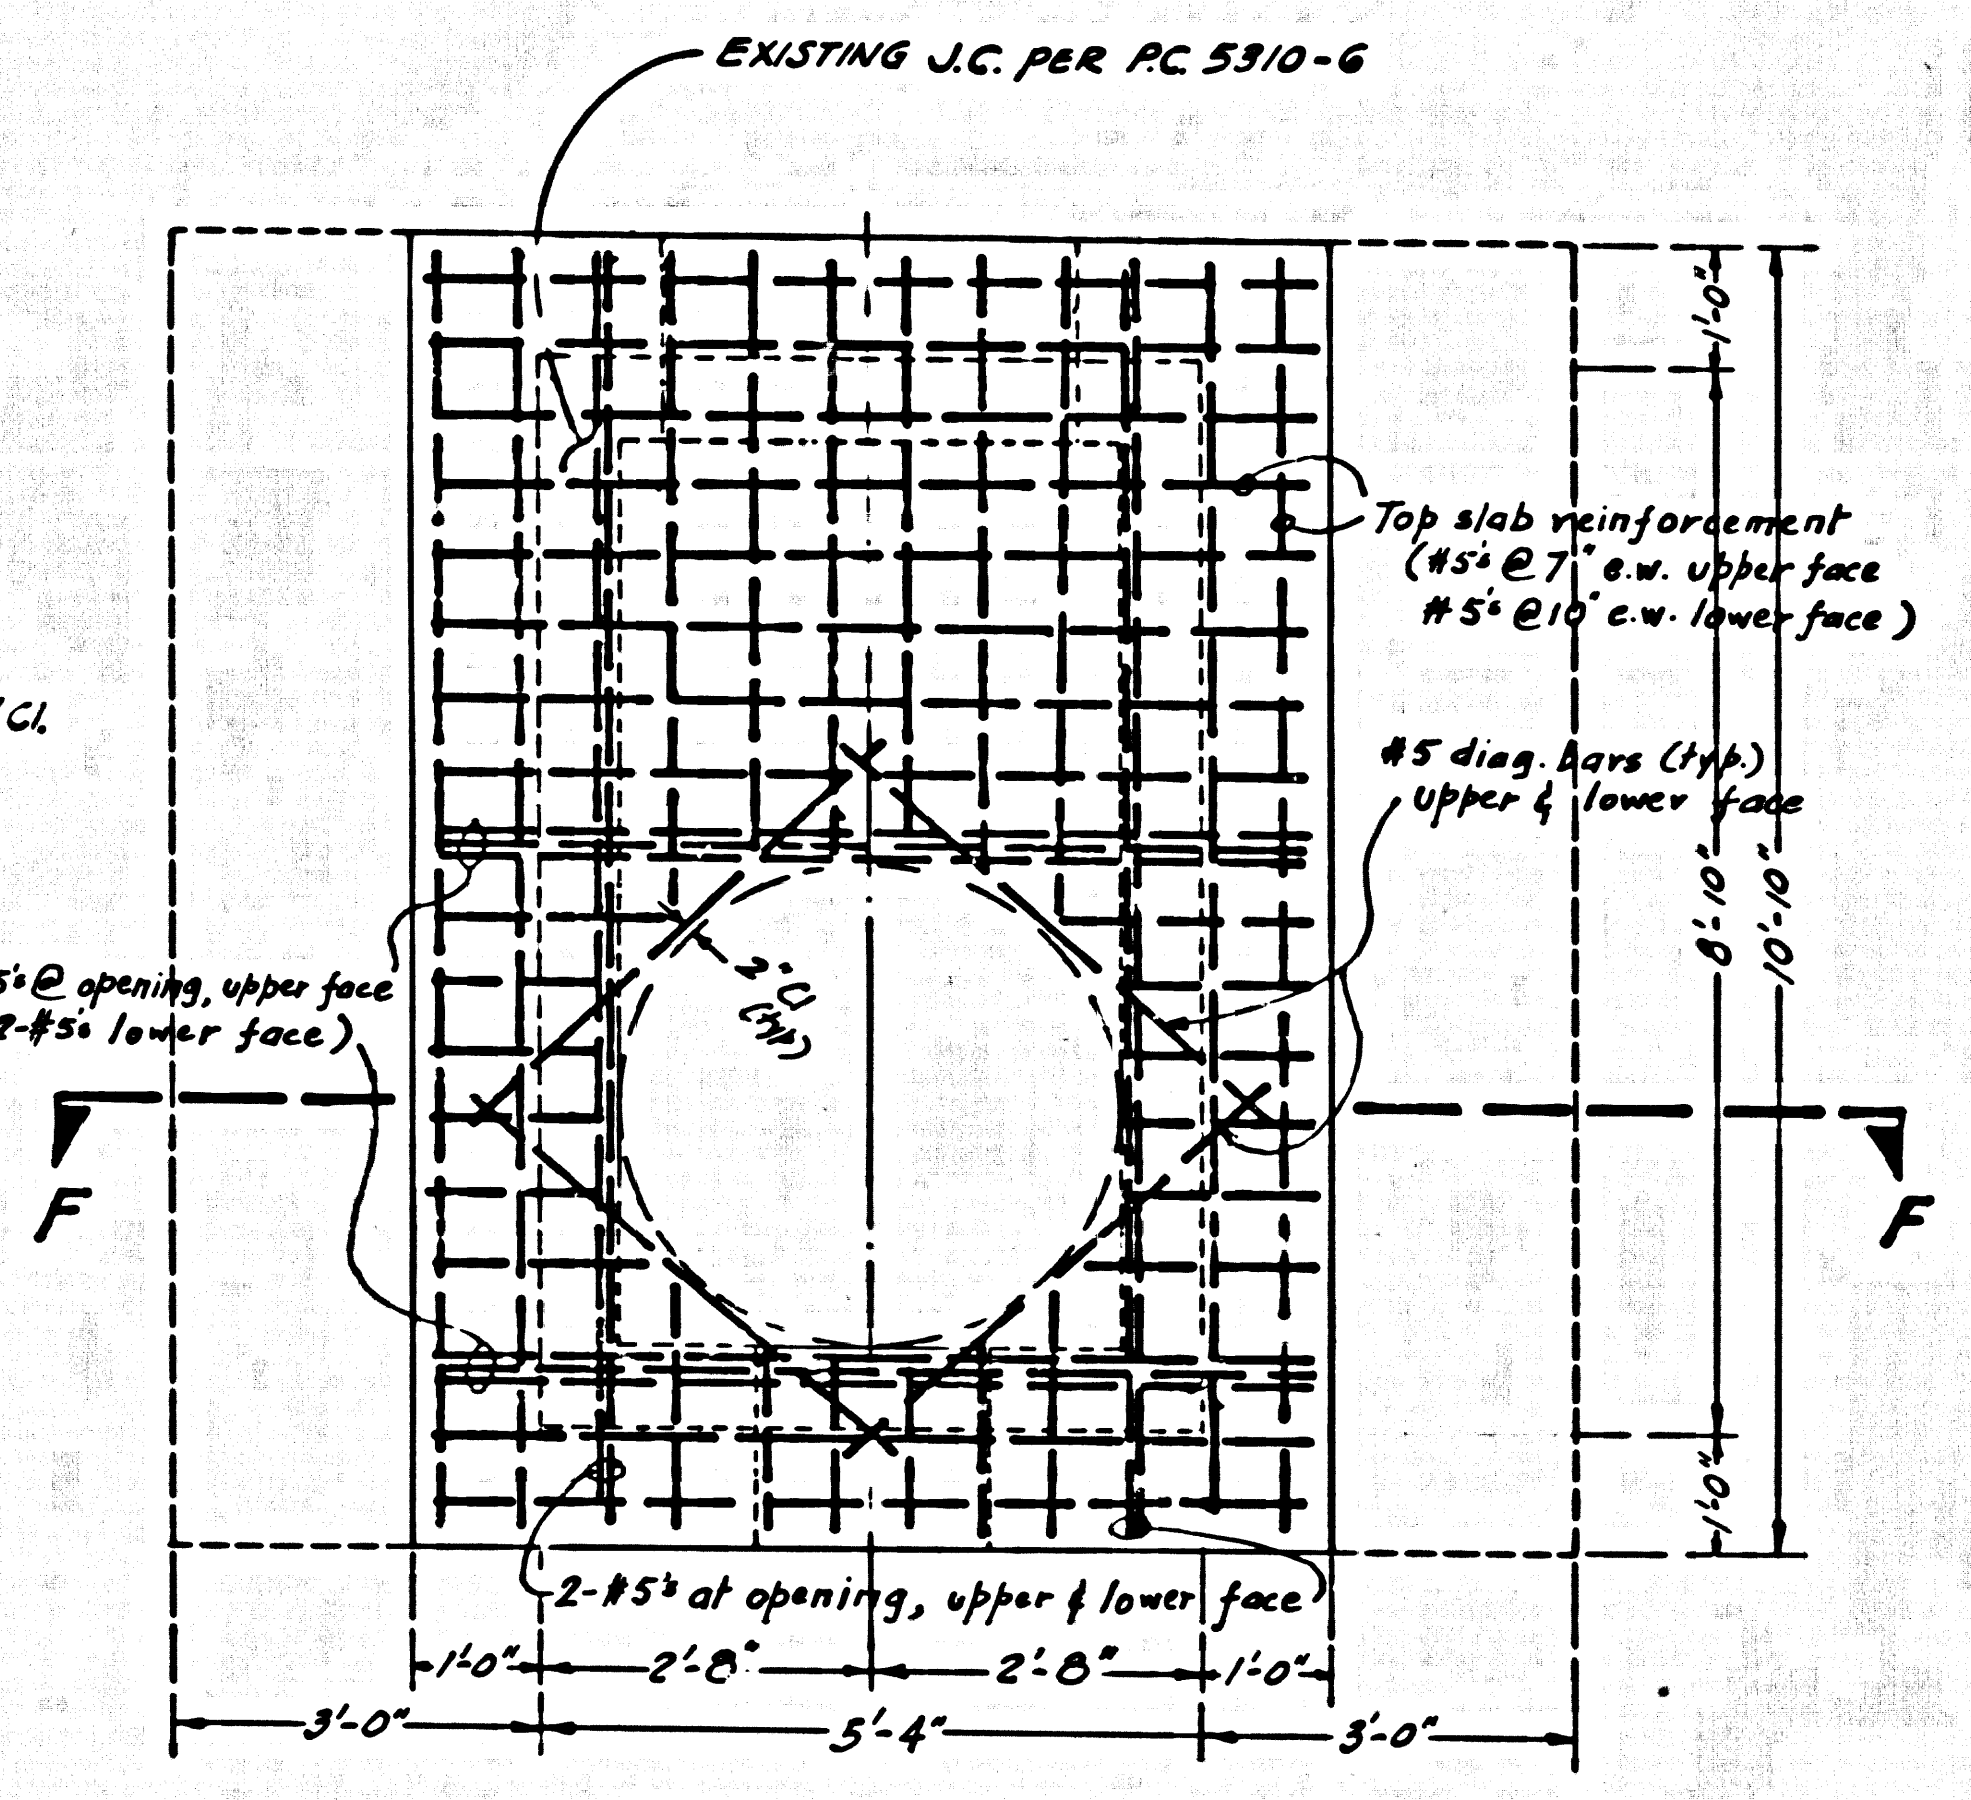 EXISTING J.C. PER P.C. 5310-6
1'-0"
Top slab reinforcement
(#5's @ 7" e.w. upper face
#5's @ 10" e.w. lower face)
Cl.
#5 diag. bars (typ.)
upper & lower face
8'-10"
10'-10"
5's @ opening, upper face
2-#5's lower face)
2" Cl.
(typ.)
F
F
1'-0"
2-#5's at opening, upper & lower face
1'-0" 2'-8" 2'-8" 1'-0"
3'-0" 5'-4" 3'-0"